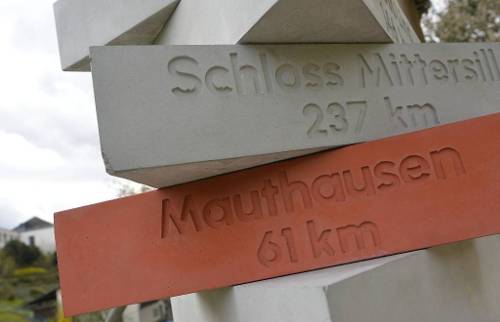 Schloss Mittersill
237 km
Mauthausen
61 km